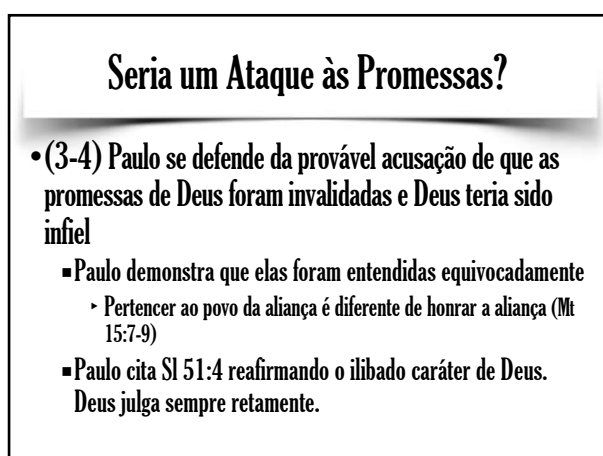 Seria um Ataque às Promessas?
•(3-4) Paulo se defende da provável acusação de que as
promessas de Deus foram invalidadas e Deus teria sido
infiel
▪Paulo demonstra que elas foram entendidas equivocadamente
‣ Pertencer ao povo da aliança é diferente de honrar a aliança (Mt
15:7-9)
▪Paulo cita Sl 51:4 reafirmando o ilibado caráter de Deus.
Deus julga sempre retamente.